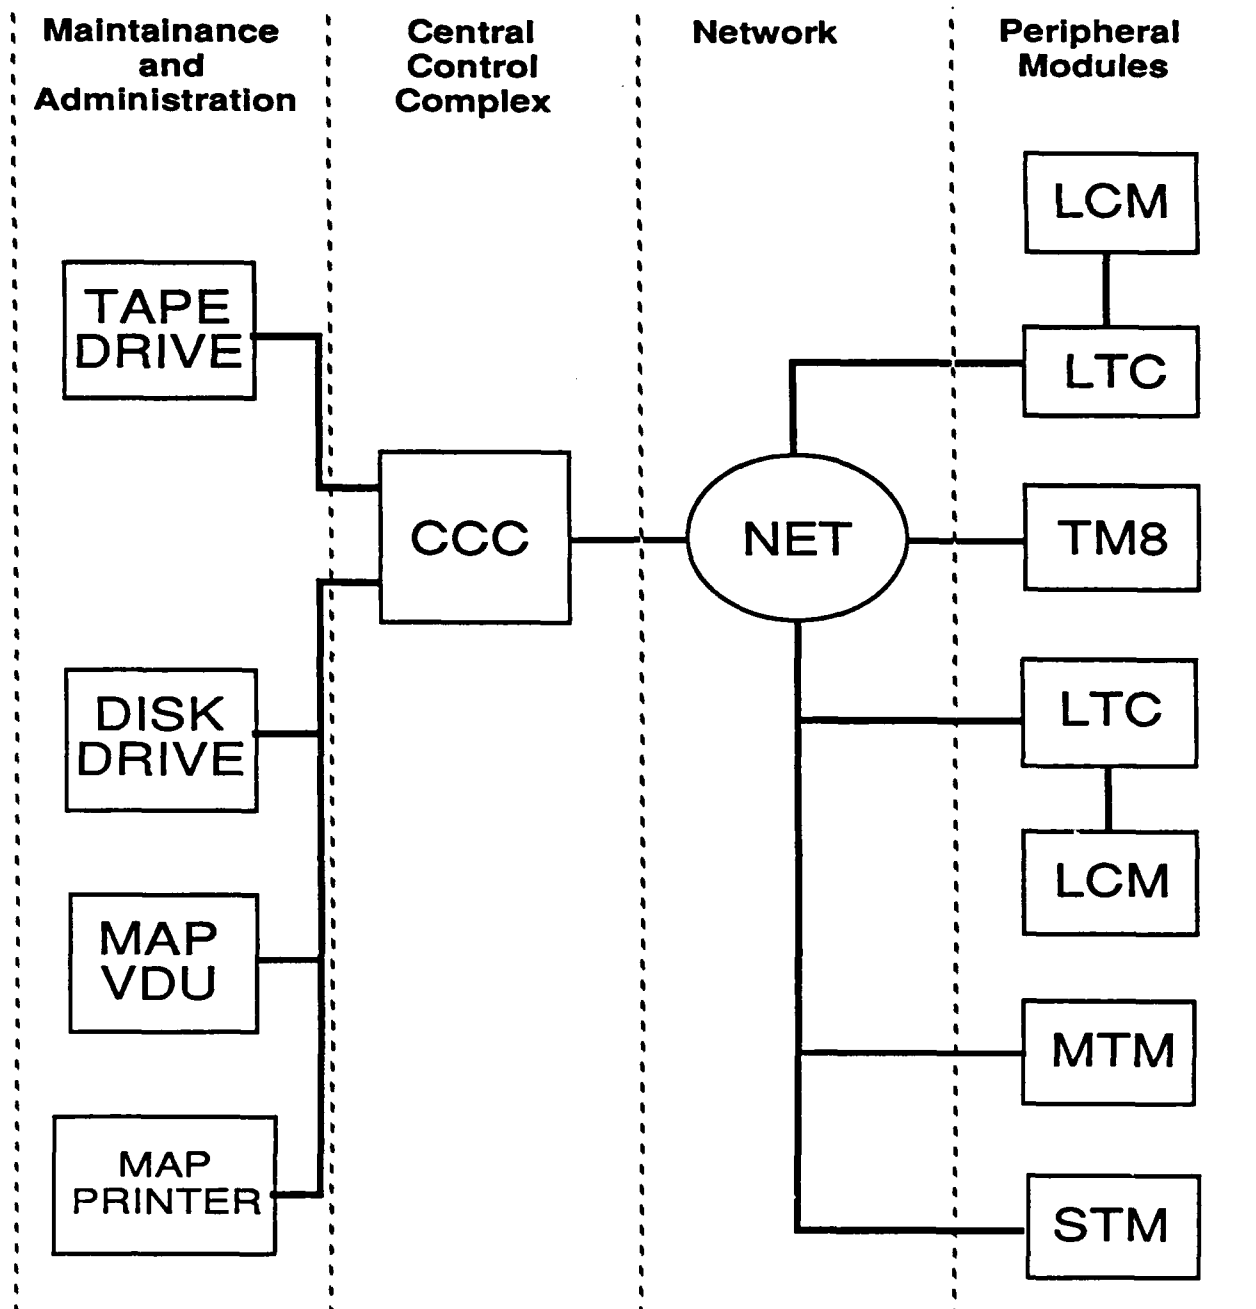 Maintainance
and
Administration
Central
Control
Complex
Network
Peripheral
Modules
TAPE
DRIVE
DISK
DRIVE
MAP
VDU
MAP
PRINTER
CCC
NET
LCM
LTC
TM8
LTC
LCM
MTM
STM